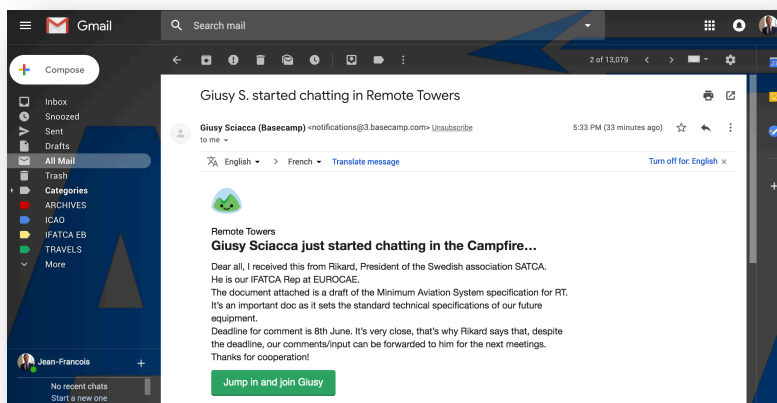 Gmail
Search mail
Compose
2 of 13,079
Inbox
Snoozed
Sent
Drafts
All Mail
Trash
Categories
ARCHIVES
ICAO
IFATCA EB
TRAVELS
More
Jean-Francois
No recent chats
Start a new one
Giusy S. started chatting in Remote Towers
Giusy Sciacca (Basecamp) <notifications@3.basecamp.com> Unsubscribe
5:33 PM (33 minutes ago)
to me
English > French Translate message
Turn off for: English ×
Remote Towers
Giusy Sciacca just started chatting in the Campfire…
Dear all, I received this from Rikard, President of the Swedish association SATCA.
He is our IFATCA Rep at EUROCAE.
The document attached is a draft of the Minimum Aviation System specification for RT.
It's an important doc as it sets the standard technical specifications of our future
equipment.
Deadline for comment is 8th June. It's very close, that's why Rikard says that, despite
the deadline, our comments/input can be forwarded to him for the next meetings.
Thanks for cooperation!
Jump in and join Giusy